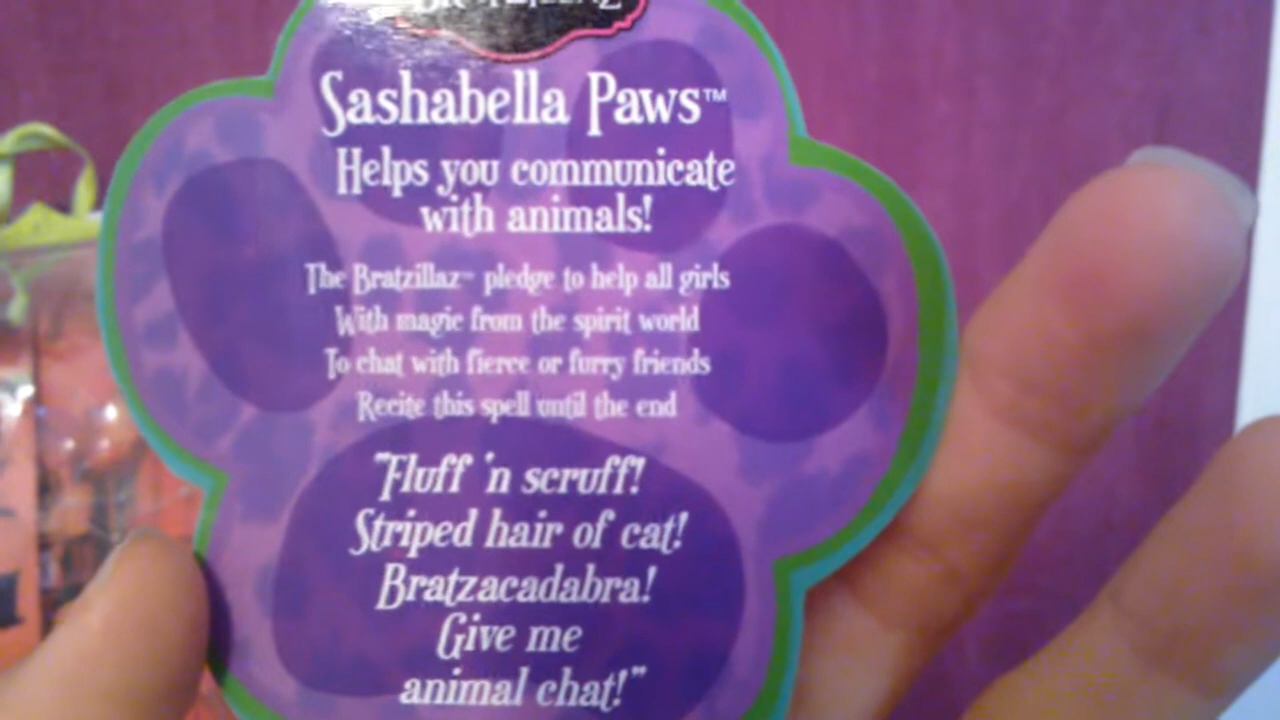 BRATZILLAZ
Sashabella Paws™
Helps you communicate
with animals!
The Bratzillaz™ pledge to help all girls
With magic from the spirit world
To chat with fierce or furry friends
Recite this spell until the end
"Fluff 'n scruff!
Striped hair of cat!
Bratzacadabra!
Give me
animal chat!"